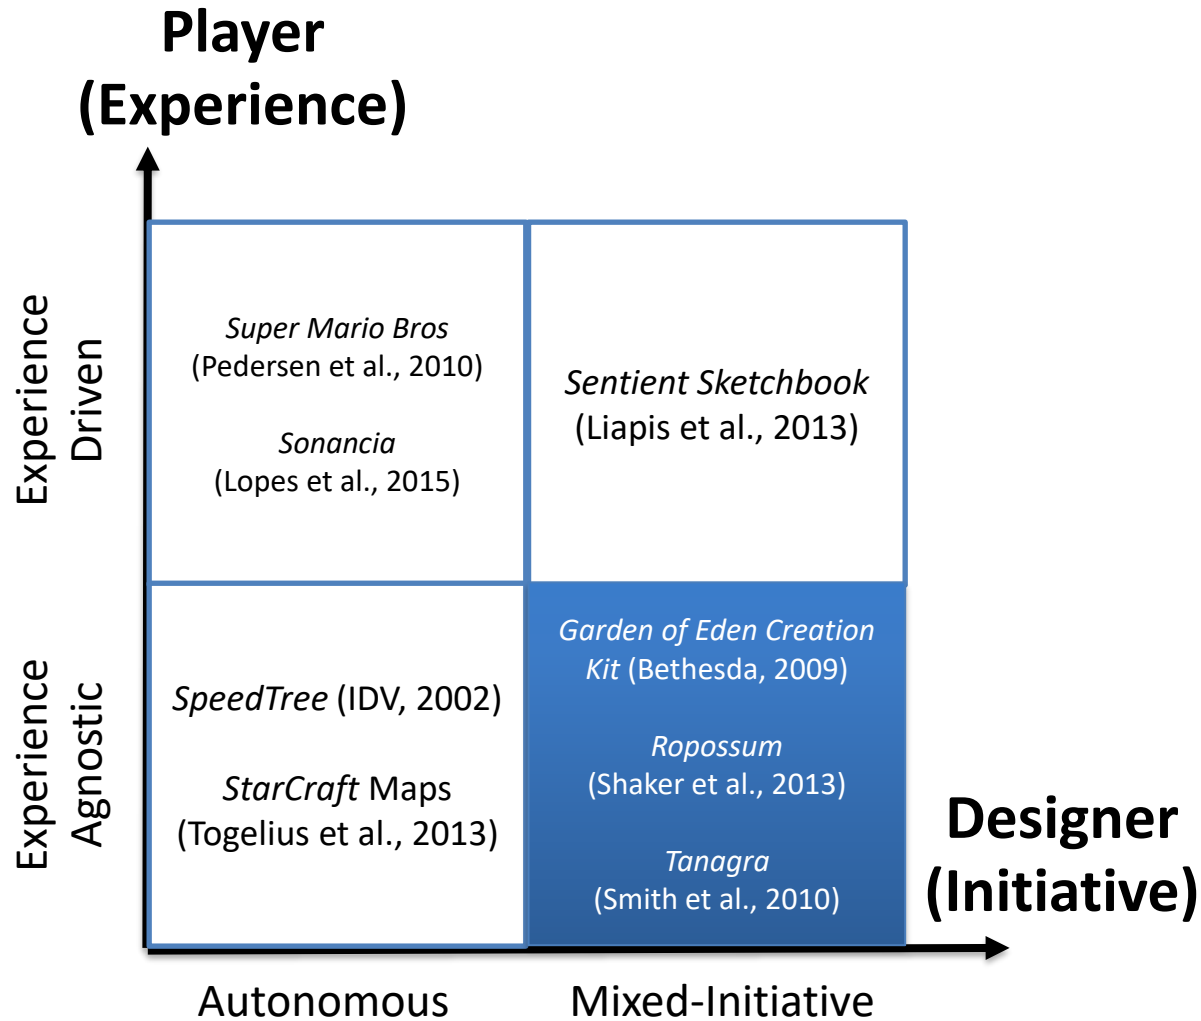 Player
(Experience)
Experience
Driven
Super Mario Bros
(Pedersen et al., 2010)
Sonancia
(Lopes et al., 2015)
Sentient Sketchbook
(Liapis et al., 2013)
Experience
Agnostic
SpeedTree (IDV, 2002)
StarCraft Maps
(Togelius et al., 2013)
Garden of Eden Creation
Kit (Bethesda, 2009)
Ropossum
(Shaker et al., 2013)
Tanagra
(Smith et al., 2010)
Designer
(Initiative)
Autonomous
Mixed-Initiative